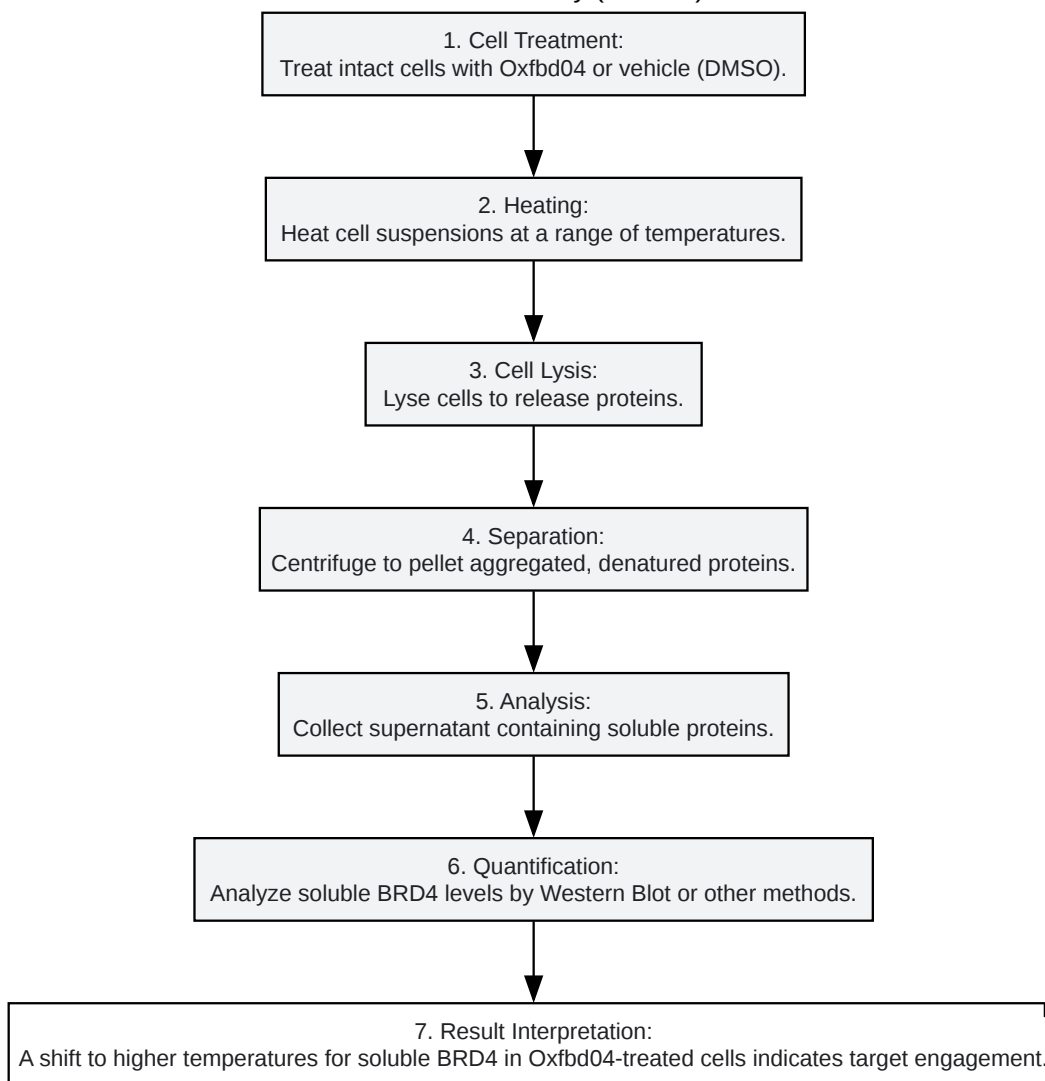 1. Cell Treatment:
Treat intact cells with Oxfbd04 or vehicle (DMSO).
2. Heating:
Heat cell suspensions at a range of temperatures.
3. Cell Lysis:
Lyse cells to release proteins.
4. Separation:
Centrifuge to pellet aggregated, denatured proteins.
5. Analysis:
Collect supernatant containing soluble proteins.
6. Quantification:
Analyze soluble BRD4 levels by Western Blot or other methods.
7. Result Interpretation:
A shift to higher temperatures for soluble BRD4 in Oxfbd04-treated cells indicates target engagement.